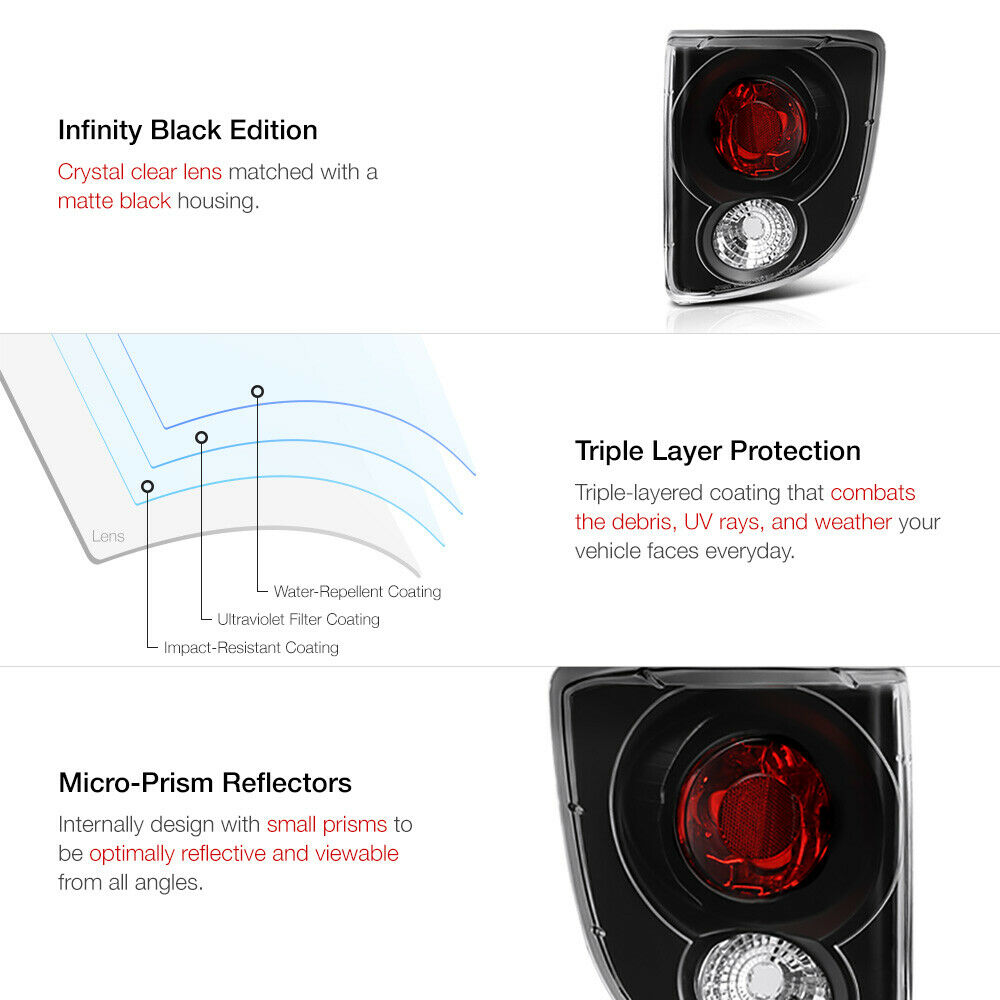 Infinity Black Edition
Crystal clear lens matched with a
matte black housing.
Triple Layer Protection
Triple-layered coating that combats
the debris, UV rays, and weather your
vehicle faces everyday.
Lens
Water-Repellent Coating
Ultraviolet Filter Coating
Impact-Resistant Coating
Micro-Prism Reflectors
Internally design with small prisms to
be optimally reflective and viewable
from all angles.